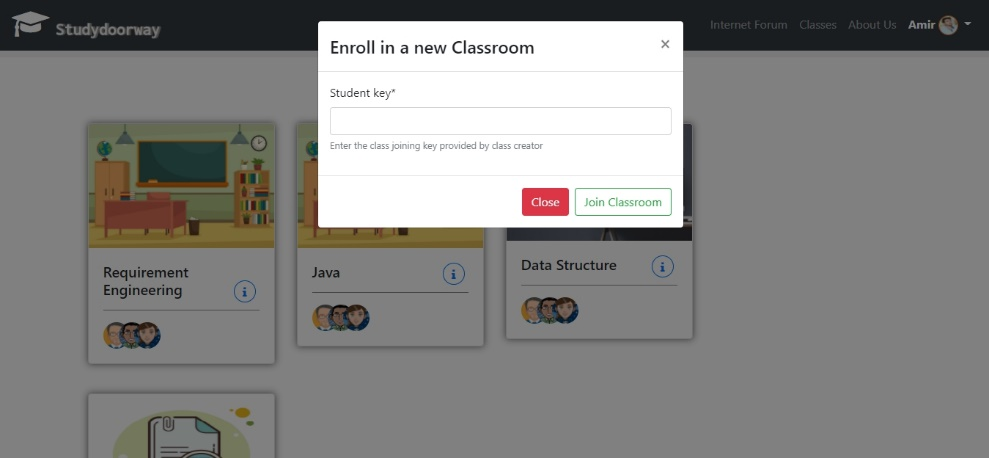 Studydoorway
Internet Forum Classes About Us Amir
Enroll in a new Classroom
×
Student key*
Enter the class joining key provided by class creator
Close Join Classroom
Requirement
Engineering
Java
Data Structure